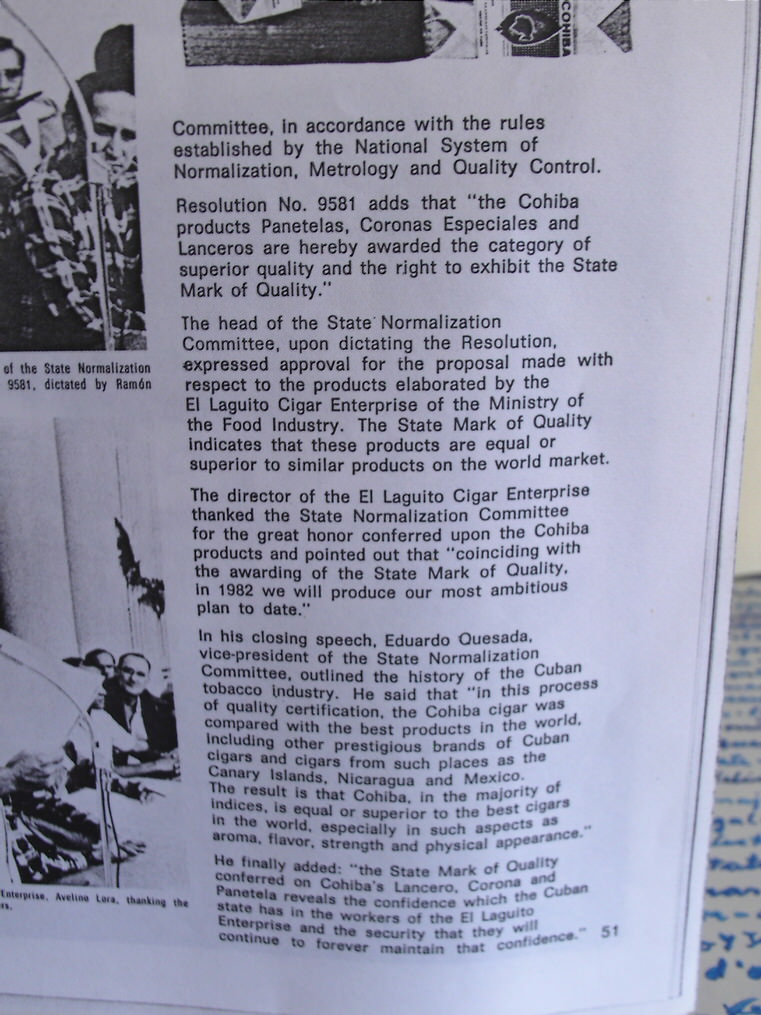 COHIBA
of the State Normalization
9581, dictated by Ramón
Enterprise, Avelino Lora, thanking the
rs.
Committee, in accordance with the rules
established by the National System of
Normalization, Metrology and Quality Control.
Resolution No. 9581 adds that "the Cohiba
products Panetelas, Coronas Especiales and
Lanceros are hereby awarded the category of
superior quality and the right to exhibit the State
Mark of Quality."
The head of the State Normalization
Committee, upon dictating the Resolution,
expressed approval for the proposal made with
respect to the products elaborated by the
El Laguito Cigar Enterprise of the Ministry of
the Food Industry. The State Mark of Quality
indicates that these products are equal or
superior to similar products on the world market.
The director of the El Laguito Cigar Enterprise
thanked the State Normalization Committee
for the great honor conferred upon the Cohiba
products and pointed out that "coinciding with
the awarding of the State Mark of Quality,
in 1982 we will produce our most ambitious
plan to date."
In his closing speech, Eduardo Quesada,
vice-president of the State Normalization
Committee, outlined the history of the Cuban
tobacco industry. He said that "in this process
of quality certification, the Cohiba cigar was
compared with the best products in the world,
including other prestigious brands of Cuban
cigars and cigars from such places as the
Canary Islands, Nicaragua and Mexico.
The result is that Cohiba, in the majority of
indices, is equal or superior to the best cigars
in the world, especially in such aspects as
aroma, flavor, strength and physical appearance."
He finally added: "the State Mark of Quality
conferred on Cohiba's Lancero, Corona and
Panetela reveals the confidence which the Cuban
state has in the workers of the El Laguito
Enterprise and the security that they will
continue to forever maintain that confidence."
51